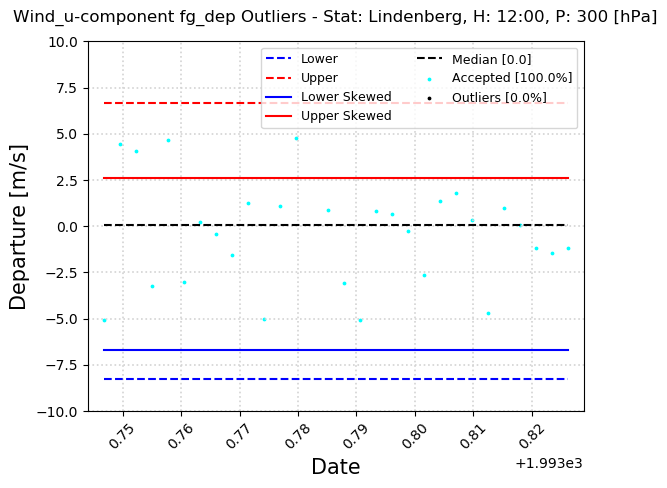 Wind_u-component fg_dep Outliers - Stat: Lindenberg, H: 12:00, P: 300 [hPa]
10.0
7.5
5.0
2.5
0.0
−2.5
−5.0
−7.5
−10.0
Departure [m/s]
Lower
Upper
Lower Skewed
Upper Skewed
Median [0.0]
Accepted [100.0%]
Outliers [0.0%]
0.75
0.76
0.77
0.78
0.79
0.80
0.81
0.82
Date
+1.993e3